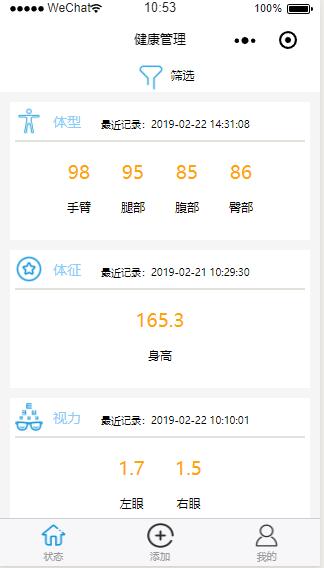 WeChat 10:53 100%
健康管理
筛选
体型 最近记录：2019-02-22 14:31:08
98 95 85 86
手臂 腿部 腹部 臀部
体征 最近记录：2019-02-21 10:29:30
165.3
身高
视力 最近记录：2019-02-22 10:10:01
1.7 1.5
左眼 右眼
状态 添加 我的